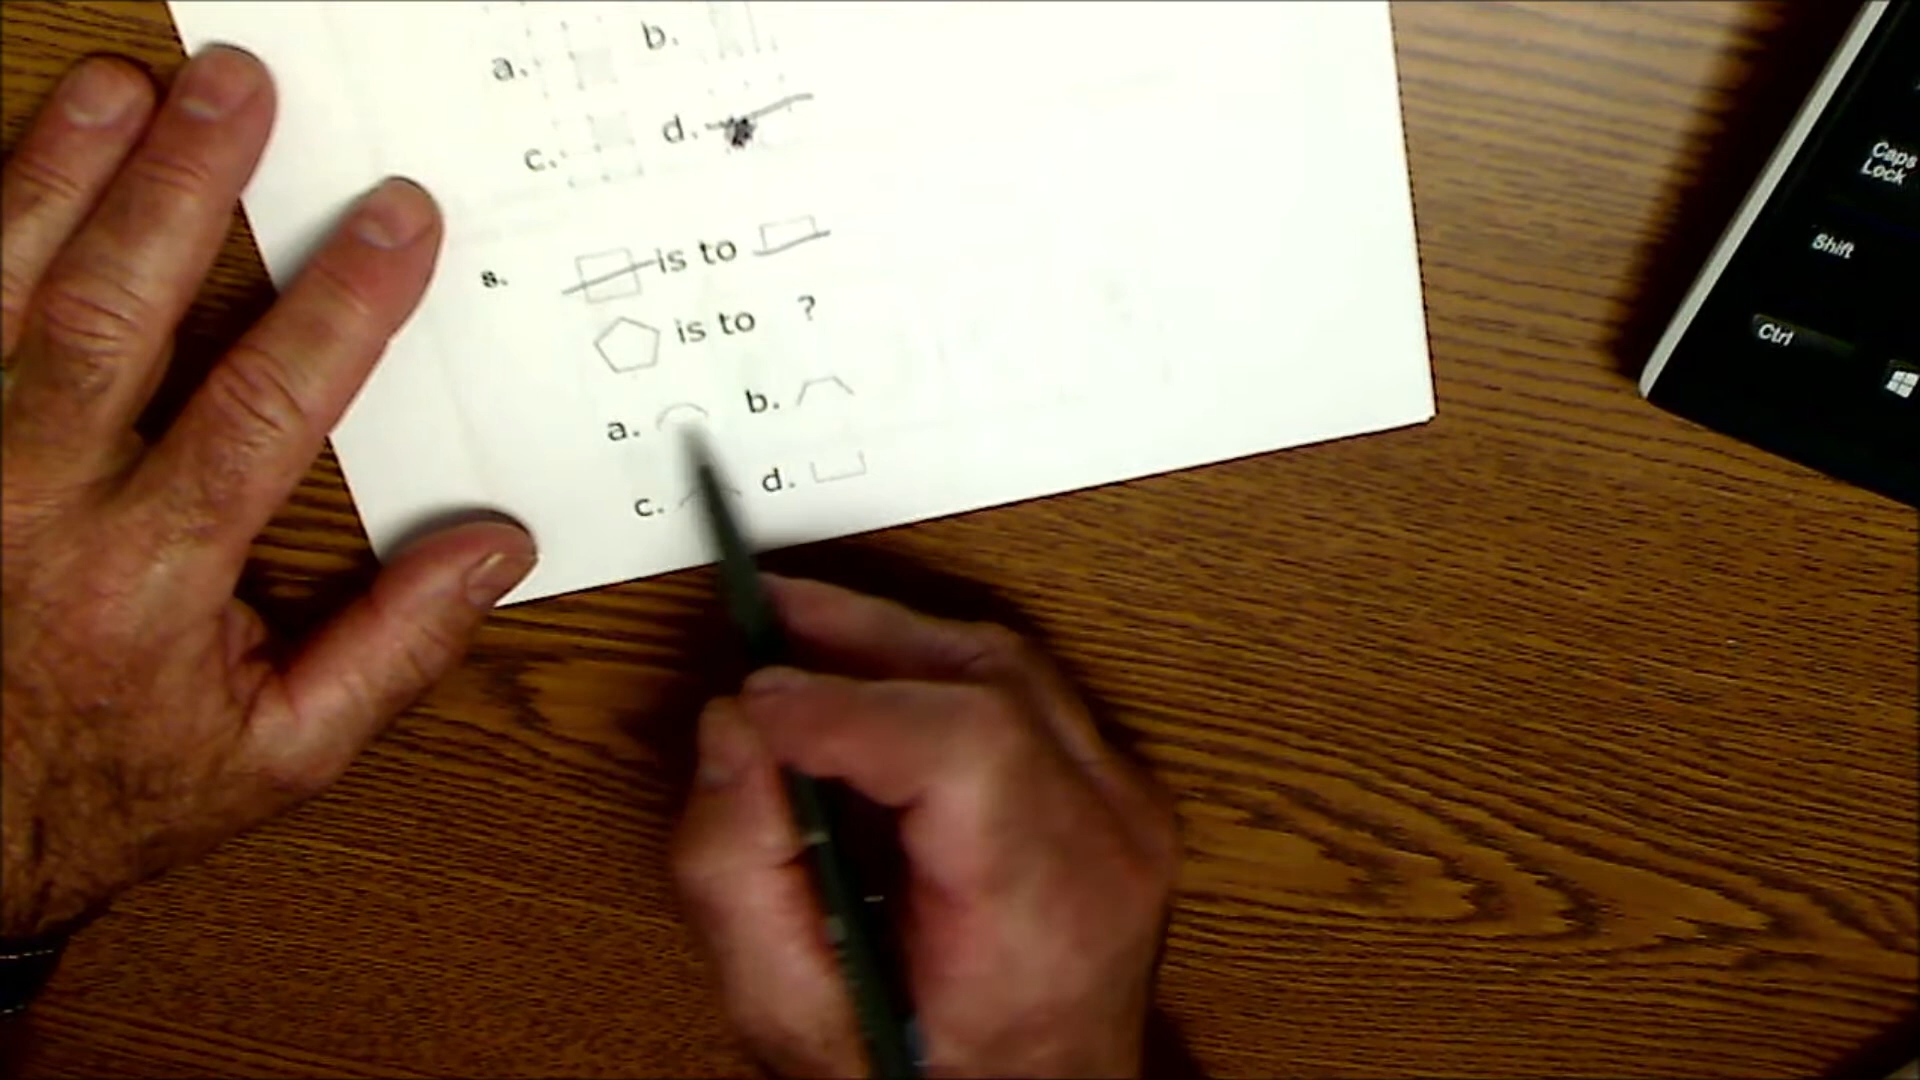 a. b.
c. d.
8. is to
is to ?
a. b.
c. d.
Caps
Lock
Shift
Ctrl